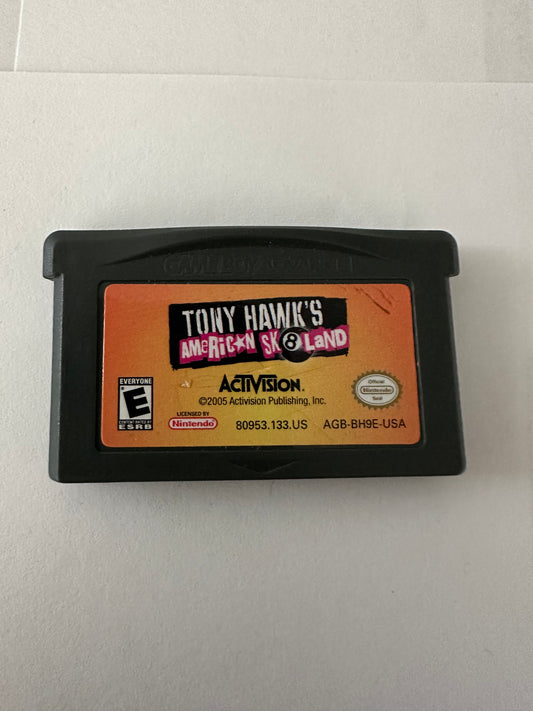 GAME BOY ADVANCE
TONY HAWK'S
AMERICAN SK8LAND
ACTIVISION.
©2005 Activision Publishing, Inc.
EVERYONE
E
CONTENT RATED BY
ESRB
LICENSED BY
Nintendo
80953.133.US
AGB-BH9E-USA
Official
Nintendo
Seal